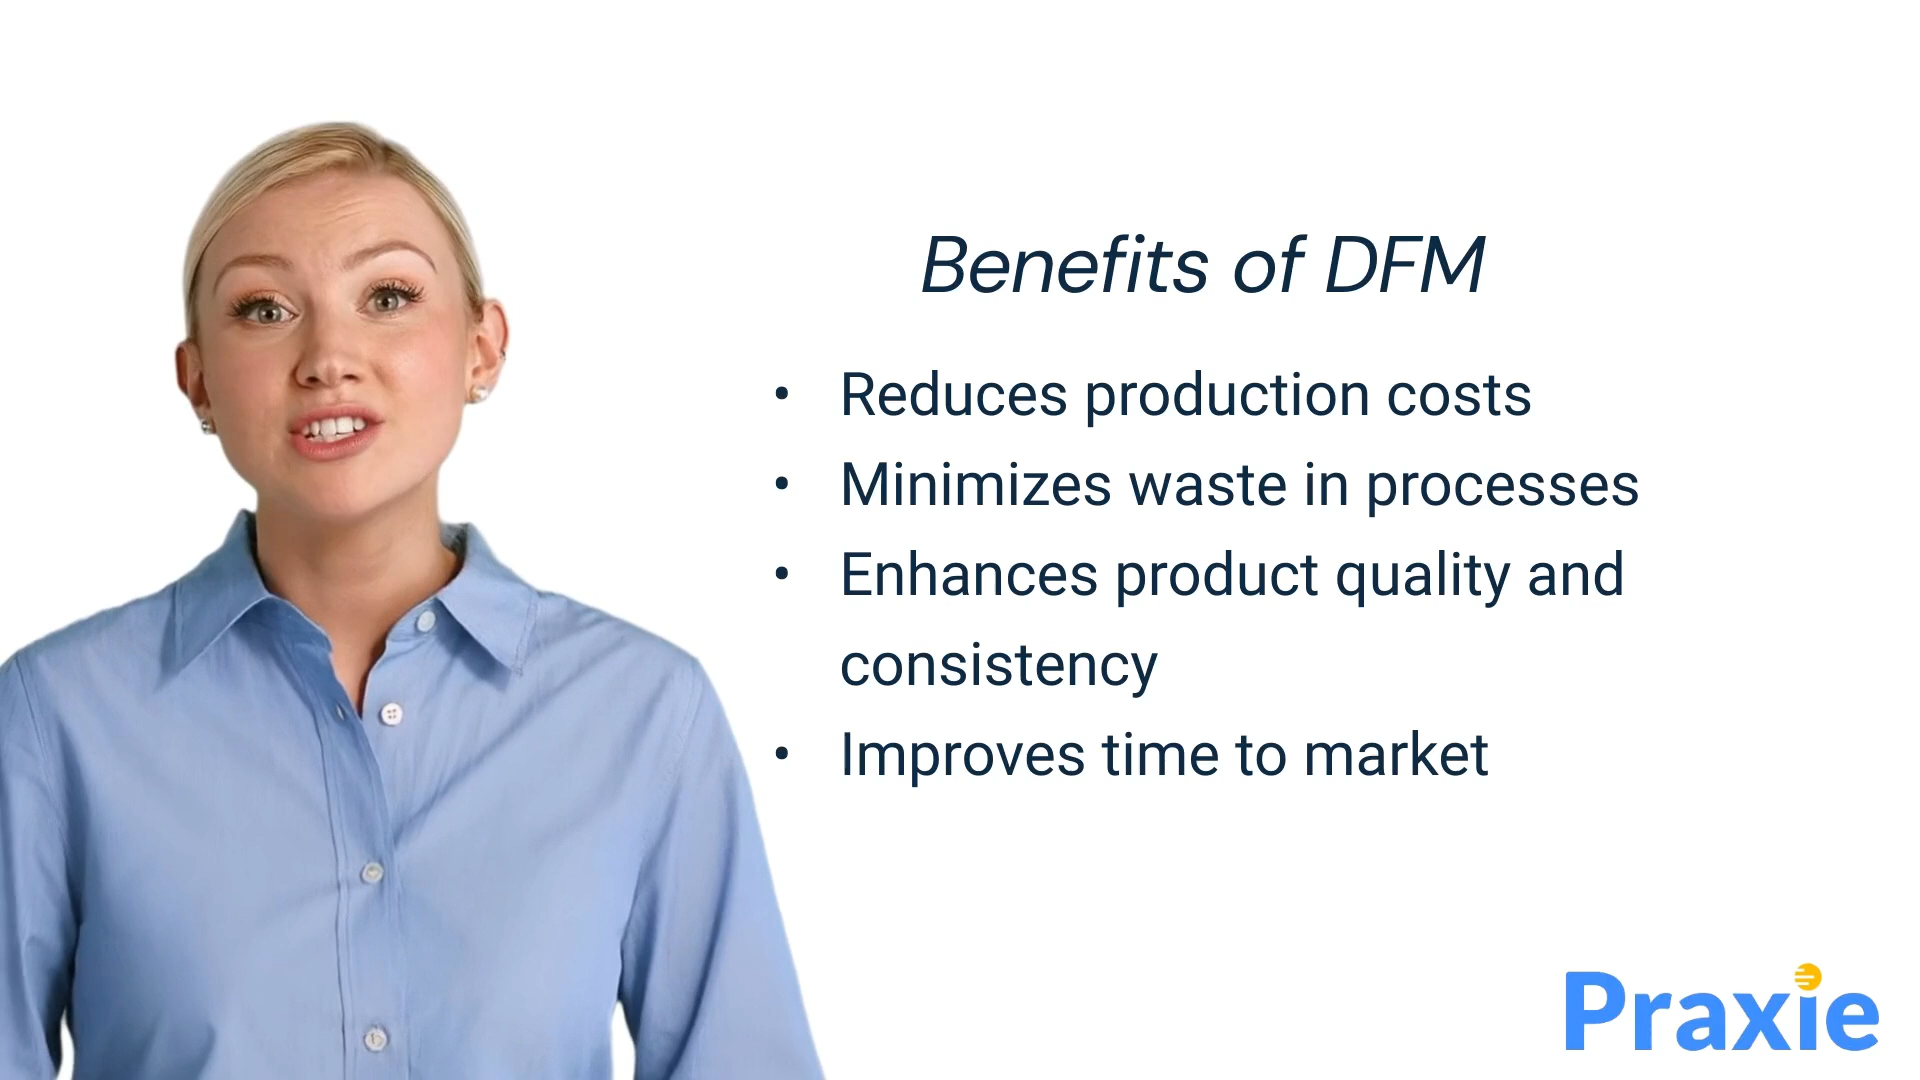 Benefits of DFM
• Reduces production costs
• Minimizes waste in processes
• Enhances product quality and
consistency
• Improves time to market
Praxie